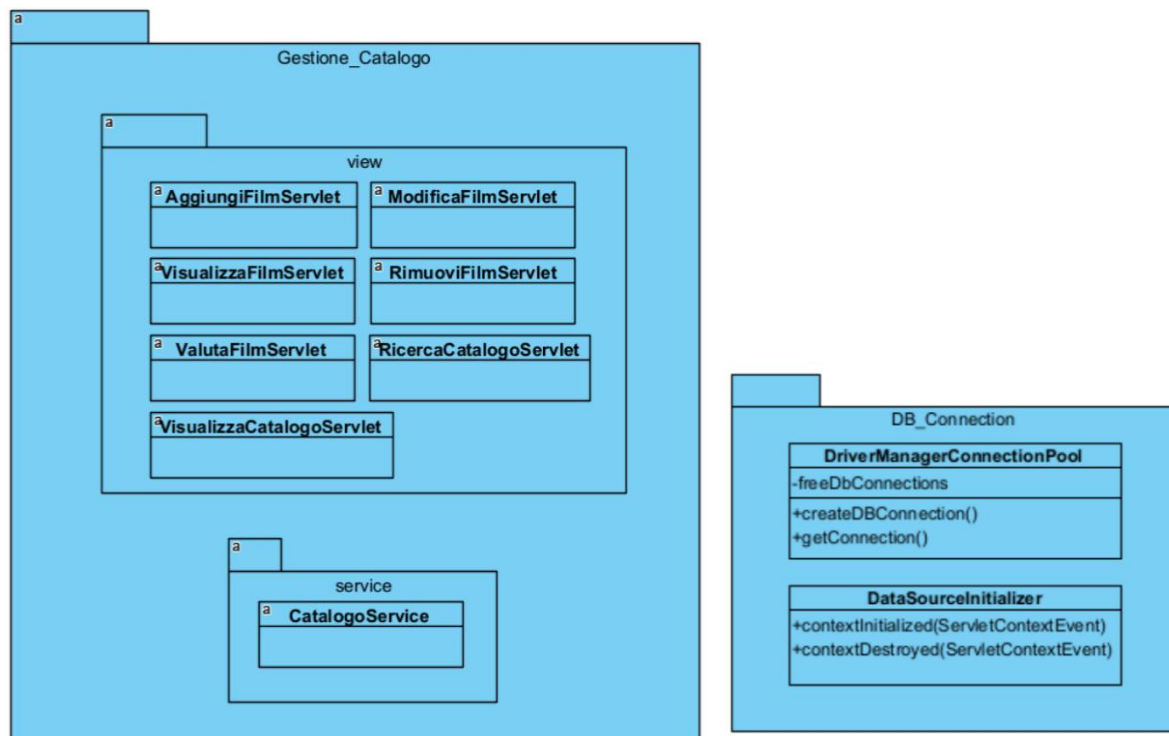 a
Gestione_Catalogo
a
view
a AggiungiFilmServlet
a ModificaFilmServlet
a VisualizzaFilmServlet
a RimuoviFilmServlet
a ValutaFilmServlet
a RicercaCatalogoServlet
a VisualizzaCatalogoServlet
a
service
a CatalogoService
DB_Connection
DriverManagerConnectionPool
-freeDbConnections
+createDBConnection()
+getConnection()
DataSourceInitializer
+contextInitialized(ServletContextEvent)
+contextDestroyed(ServletContextEvent)